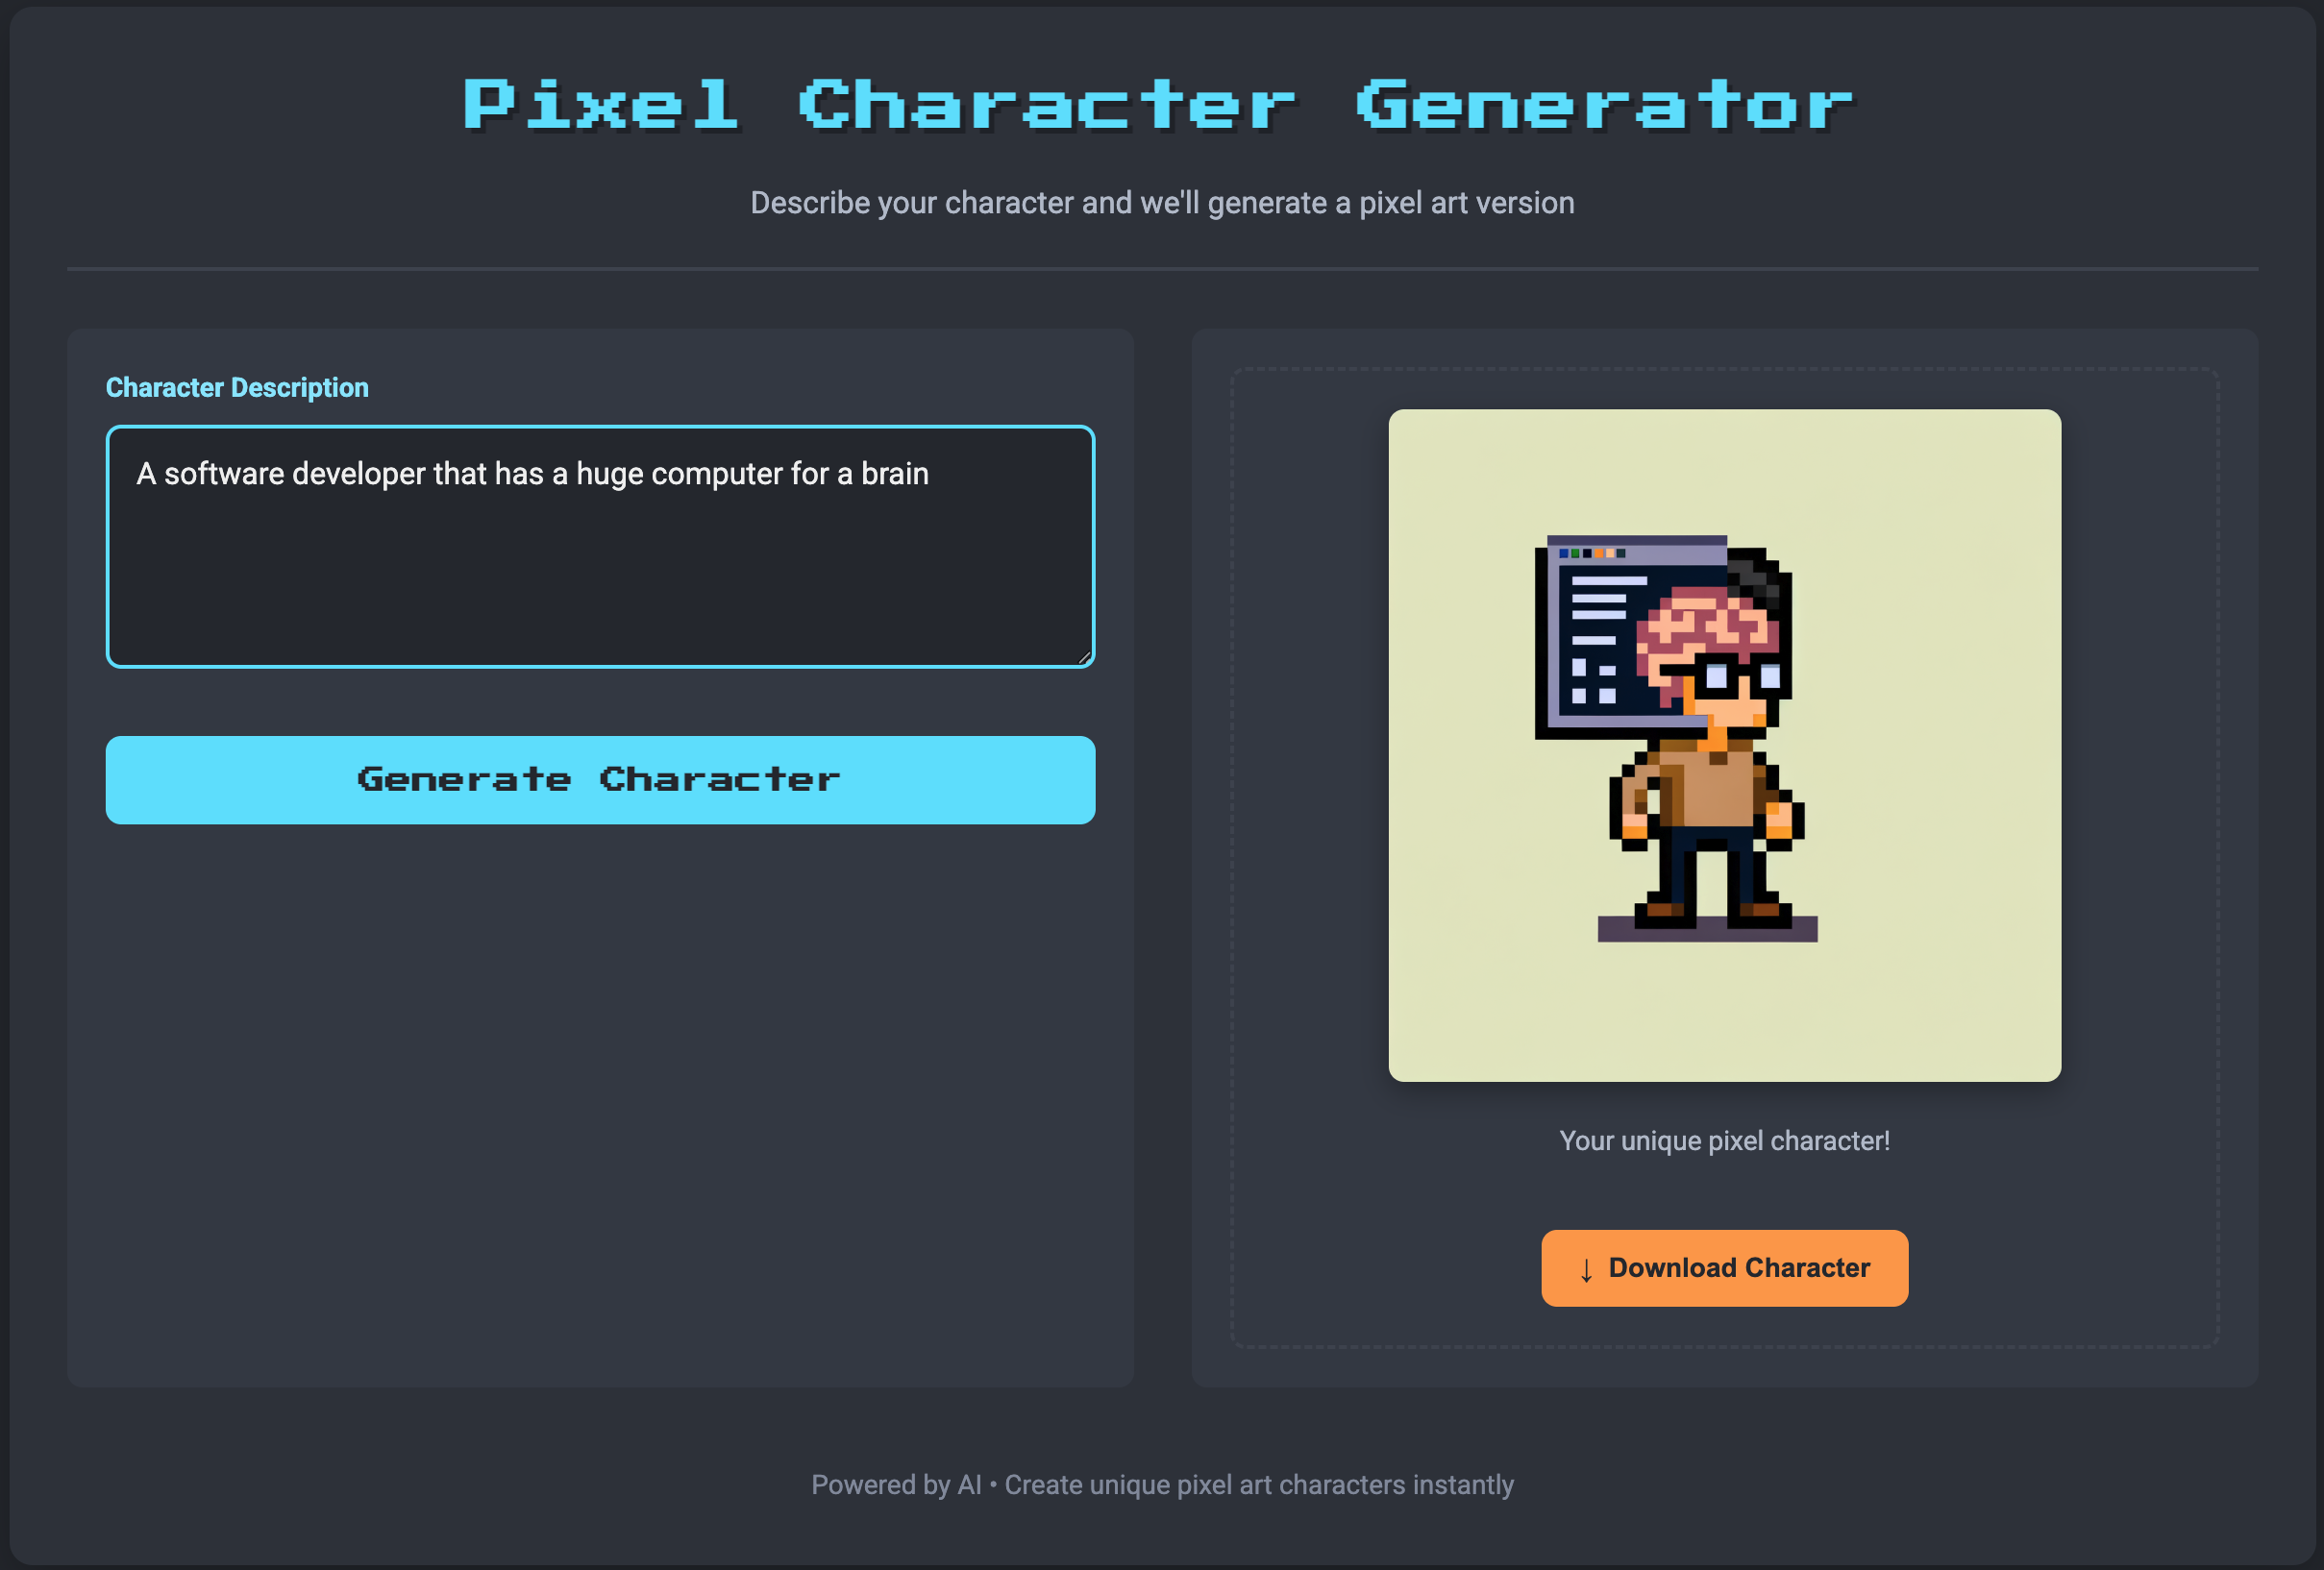 Pixel Character Generator
Describe your character and we'll generate a pixel art version
Character Description
A software developer that has a huge computer for a brain
Generate Character
Your unique pixel character!
↓ Download Character
Powered by AI • Create unique pixel art characters instantly